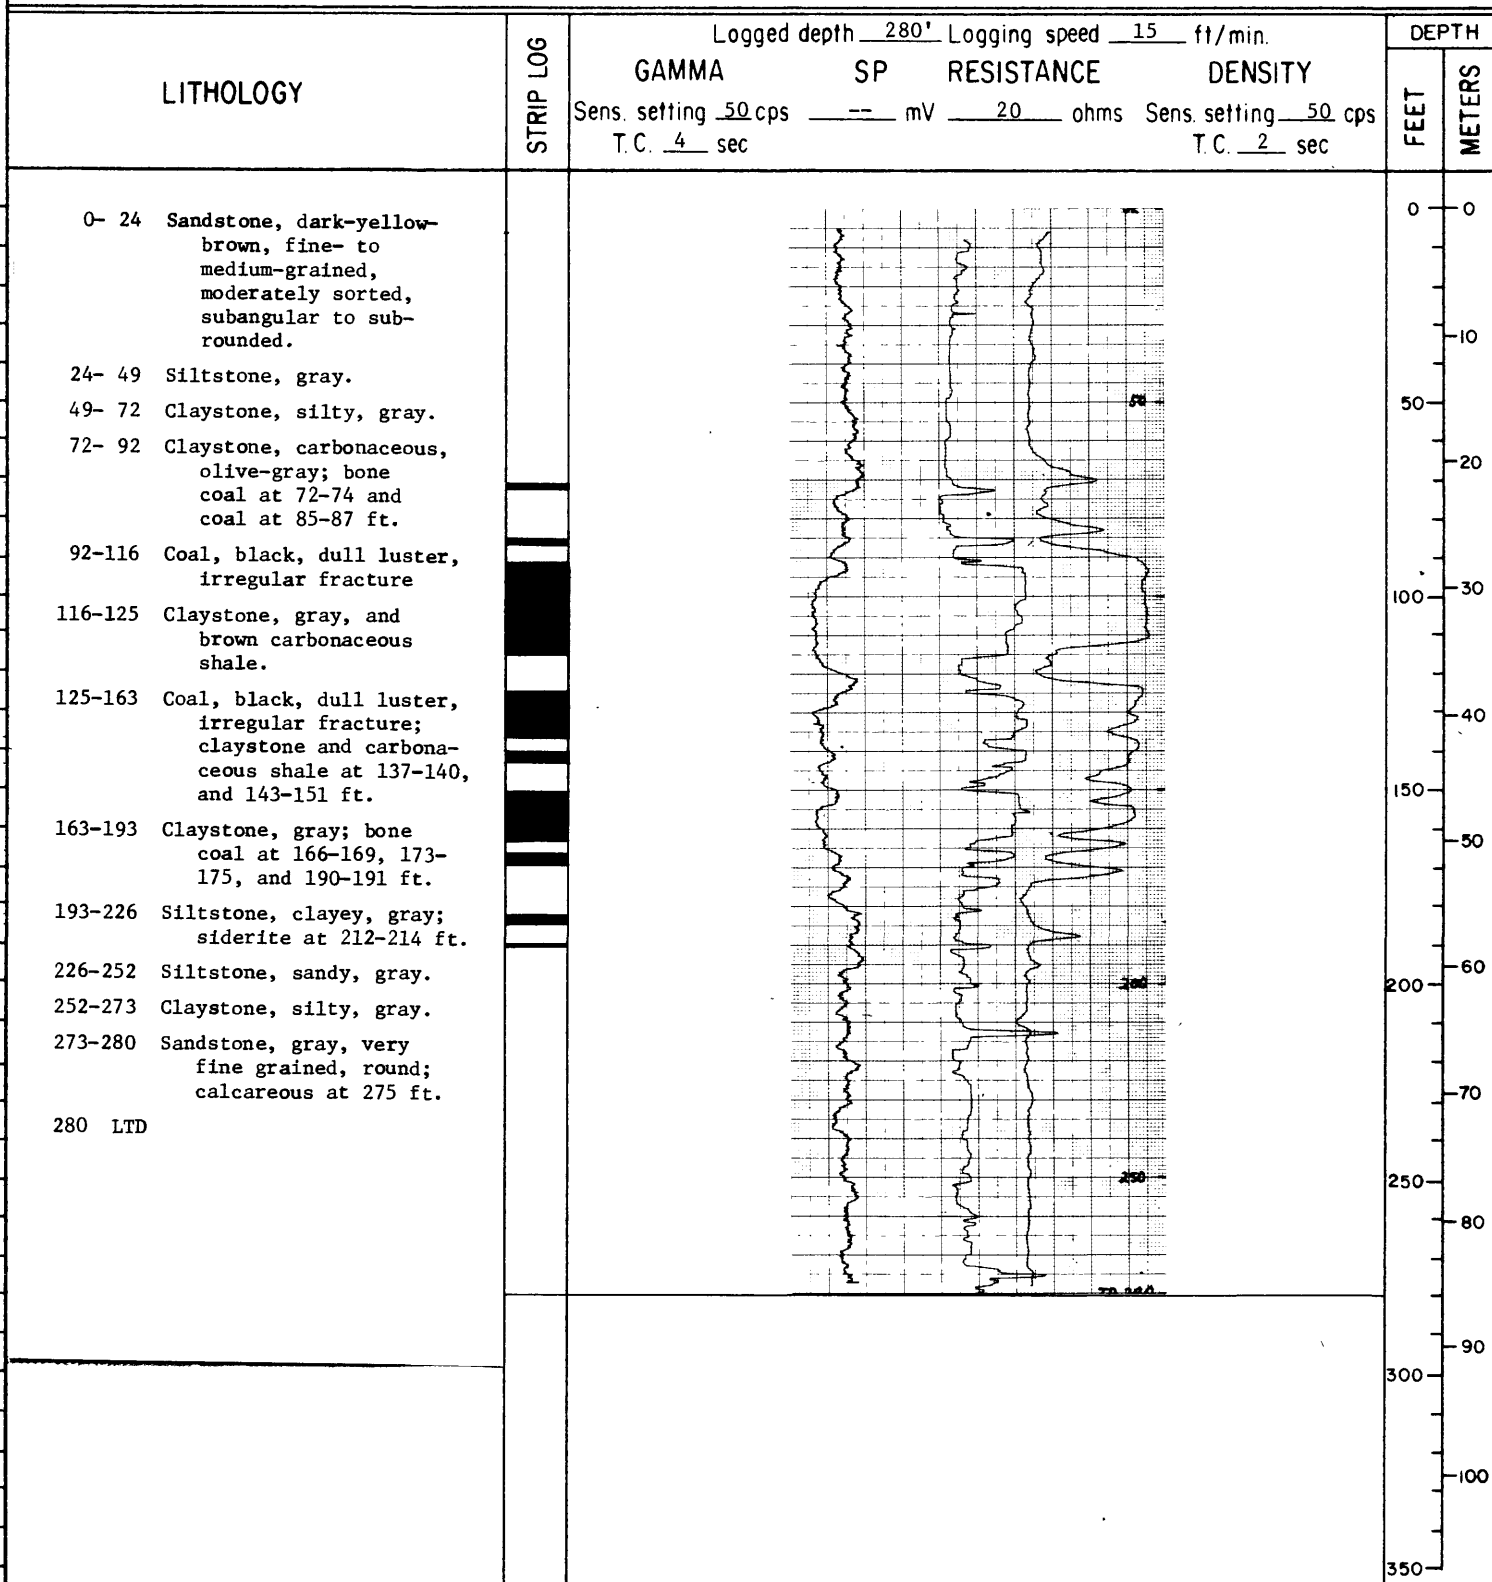 Logged depth 280' Logging speed 15 ft/min.
LITHOLOGY
STRIP LOG
GAMMA SP RESISTANCE DENSITY
Sens. setting 50 cps -- mV 20 ohms Sens. setting 50 cps
T.C. 4 sec T.C. 2 sec
DEPTH
FEET
METERS
0- 24 Sandstone, dark-yellow-
brown, fine- to
medium-grained,
moderately sorted,
subangular to sub-
rounded.
24- 49 Siltstone, gray.
49- 72 Claystone, silty, gray.
72- 92 Claystone, carbonaceous,
olive-gray; bone
coal at 72-74 and
coal at 85-87 ft.
92-116 Coal, black, dull luster,
irregular fracture
116-125 Claystone, gray, and
brown carbonaceous
shale.
125-163 Coal, black, dull luster,
irregular fracture;
claystone and carbona-
ceous shale at 137-140,
and 143-151 ft.
163-193 Claystone, gray; bone
coal at 166-169, 173-
175, and 190-191 ft.
193-226 Siltstone, clayey, gray;
siderite at 212-214 ft.
226-252 Siltstone, sandy, gray.
252-273 Claystone, silty, gray.
273-280 Sandstone, gray, very
fine grained, round;
calcareous at 275 ft.
280 LTD
50
200
250
0
50
100
150
200
250
300
350
0
10
20
30
40
50
60
70
80
90
100